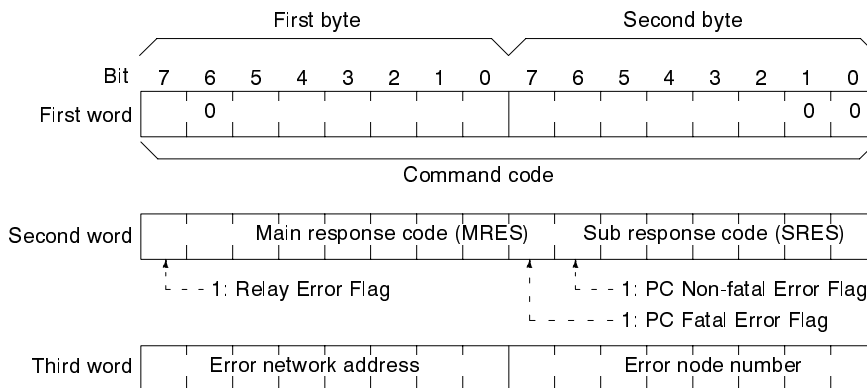 First byte Second byte
Bit 7 6 5 4 3 2 1 0 7 6 5 4 3 2 1 0
First word 0 0 0
Command code
Second word Main response code (MRES) Sub response code (SRES)
1: Relay Error Flag 1: PC Non-fatal Error Flag
1: PC Fatal Error Flag
Third word Error network address Error node number